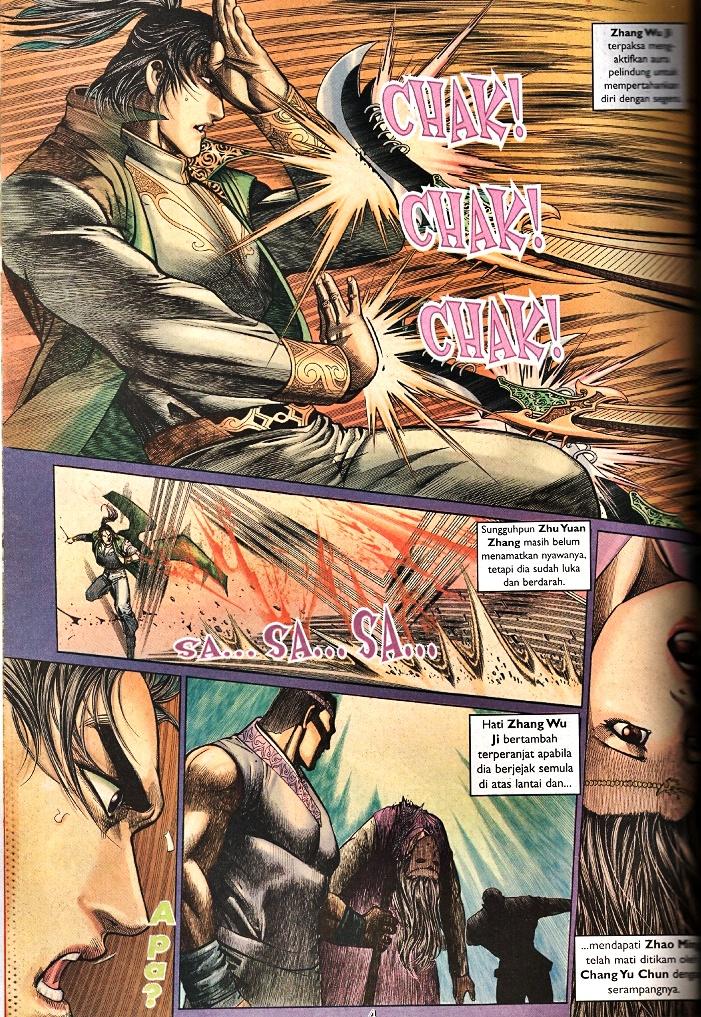 Zhang Wu Ji
terpaksa meng-
aktifkan aura
pelindung untuk
mempertahankan
diri dengan segera.
CHAK!
CHAK!
CHAK!
Sungguhpun Zhu Yuan
Zhang masih belum
menamatkan nyawanya,
tetapi dia sudah luka
dan berdarah.
SA... SA... SA...
Apa?
Hati Zhang Wu
Ji bertambah
terperanjat apabila
dia berjejak semula
di atas lantai dan...
...mendapati Zhao Ming
telah mati ditikam oleh
Chang Yu Chun dengan
serampangnya.
4